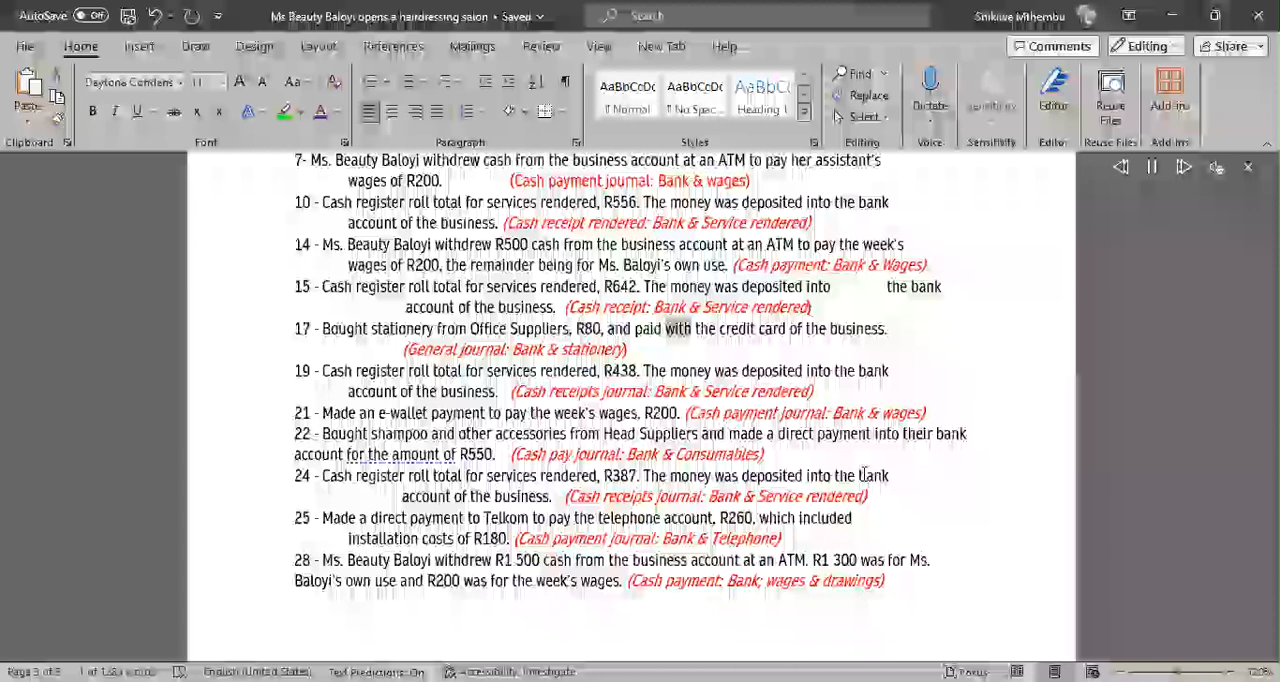 AutoSave Off Ms Beauty Baloyi opens a hairdressing salon • Saved Search Snikiwe Mthembu
File Home Insert Draw Design Layout References Mailings Review View New Tab Help Comments Editing Share
Paste Daytona Condens 11 A A Aa AaBbCcDc AaBbCcDc AaBbC( Find Dictate Sensitivity Editor Reuse Files Add-ins
B I U ab x x A A ¶ Normal ¶ No Spac... Heading 1 Replace
Select
Clipboard Font Paragraph Styles Editing Voice Sensitivity Editor Reuse Files Add-ins
7- Ms. Beauty Baloyi withdrew cash from the business account at an ATM to pay her assistant's
wages of R200. (Cash payment journal: Bank & wages)
10 - Cash register roll total for services rendered, R556. The money was deposited into the bank
account of the business. (Cash receipt rendered: Bank & Service rendered)
14 - Ms. Beauty Baloyi withdrew R500 cash from the business account at an ATM to pay the week's
wages of R200, the remainder being for Ms. Baloyi's own use. (Cash payment: Bank & Wages)
15 - Cash register roll total for services rendered, R642. The money was deposited into the bank
account of the business. (Cash receipt: Bank & Service rendered)
17 - Bought stationery from Office Suppliers, R80, and paid with the credit card of the business.
(General journal: Bank & stationery)
19 - Cash register roll total for services rendered, R438. The money was deposited into the bank
account of the business. (Cash receipts journal: Bank & Service rendered)
21 - Made an e-wallet payment to pay the week's wages, R200. (Cash payment journal: Bank & wages)
22 - Bought shampoo and other accessories from Head Suppliers and made a direct payment into their bank
account for the amount of R550. (Cash pay journal: Bank & Consumables)
24 - Cash register roll total for services rendered, R387. The money was deposited into the bank
account of the business. (Cash receipts journal: Bank & Service rendered)
25 - Made a direct payment to Telkom to pay the telephone account, R260, which included
installation costs of R180. (Cash payment journal: Bank & Telephone)
28 - Ms. Beauty Baloyi withdrew R1 500 cash from the business account at an ATM. R1 300 was for Ms.
Baloyi's own use and R200 was for the week's wages. (Cash payment: Bank; wages & drawings)
Page 3 of 3 English (United States) Text Predictions: On Accessibility: Investigate Focus